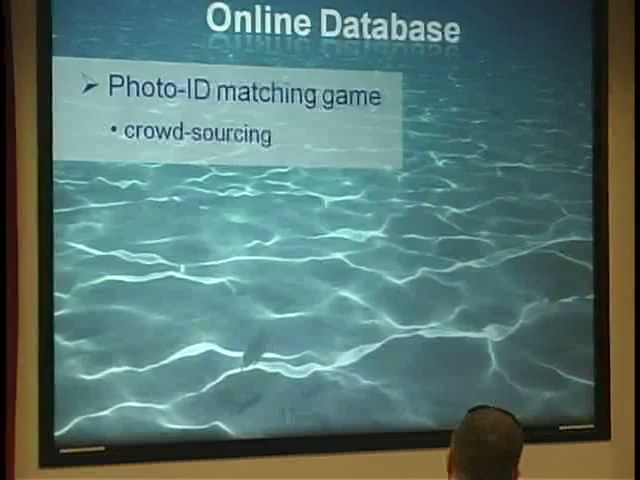 Online Database
Photo-ID matching game
• crowd-sourcing